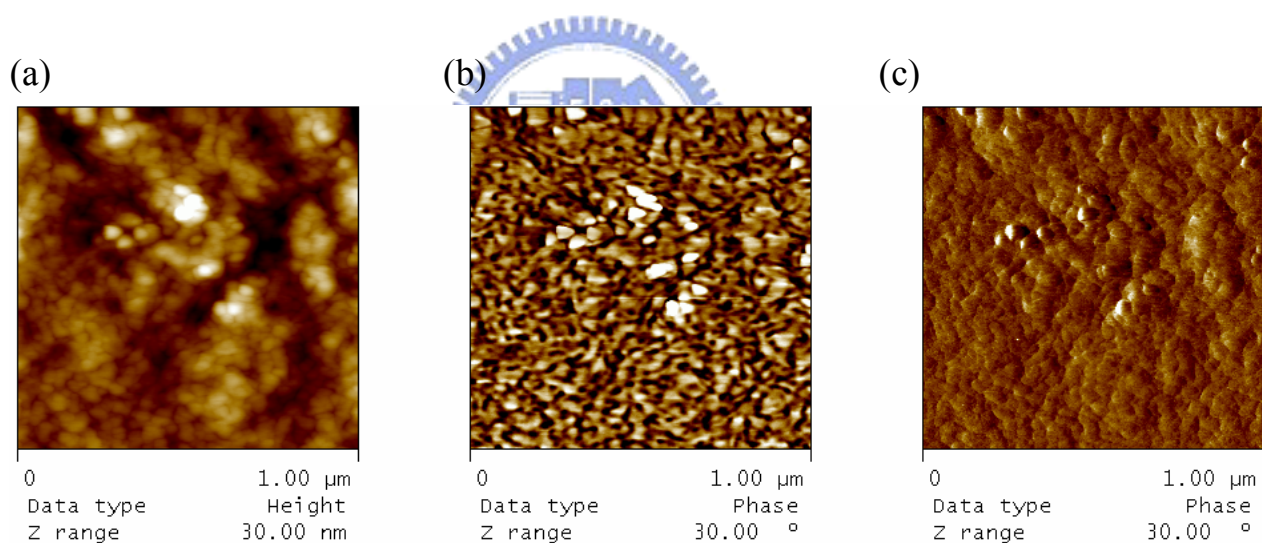 (a) (b) (c)
0 1.00 µm 0 1.00 µm 0 1.00 µm
Data type Height Data type Phase Data type Phase
Z range 30.00 nm Z range 30.00 º Z range 30.00 º